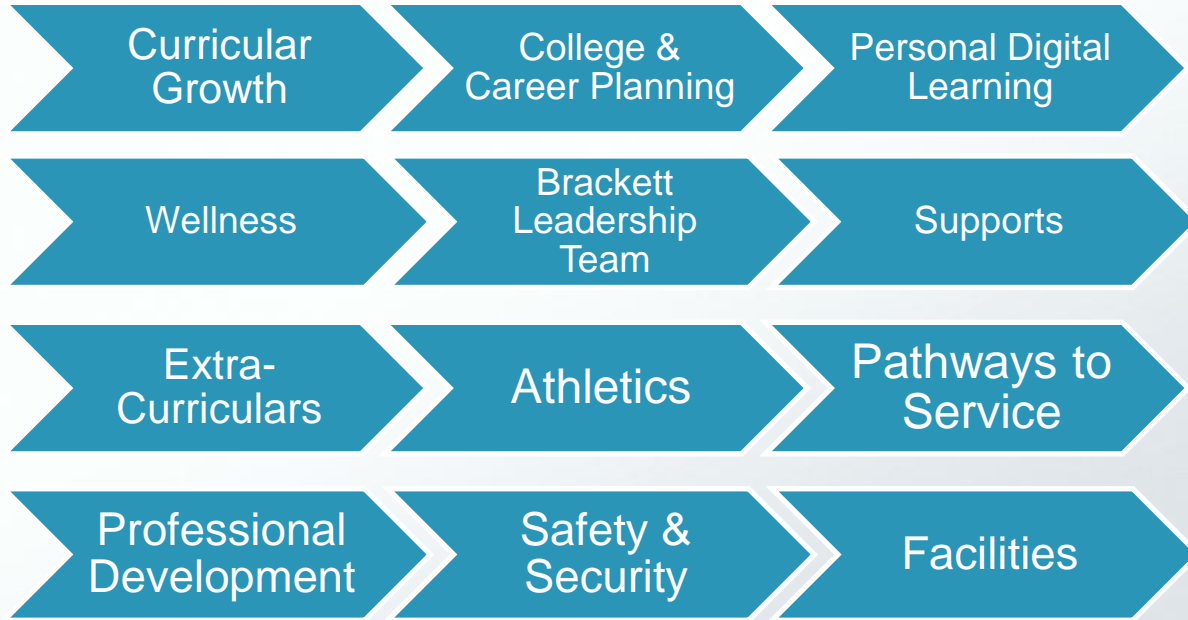 Curricular
Growth
College &
Career Planning
Personal Digital
Learning
Wellness
Brackett
Leadership
Team
Supports
Extra-
Curriculars
Athletics
Pathways to
Service
Professional
Development
Safety &
Security
Facilities